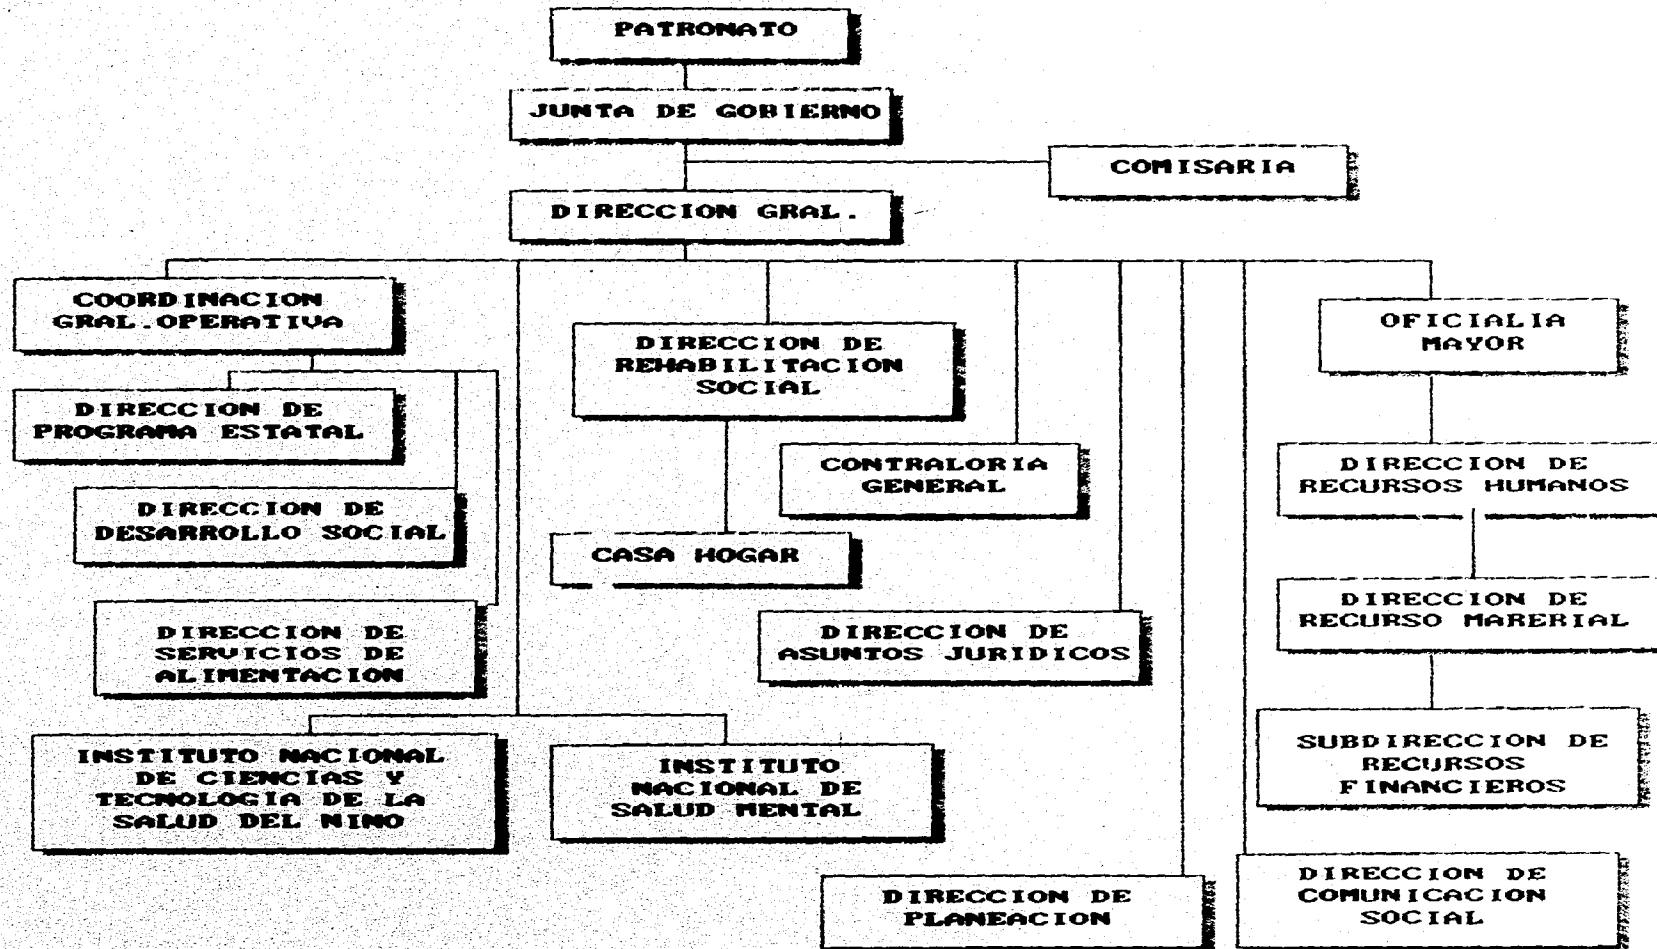 PATRONATO
JUNTA DE GOBIERNO
COMISARIA
DIRECCION GRAL.
COORDINACION
GRAL.OPERATIVA
DIRECCION DE
PROGRAMA ESTATAL
DIRECCION DE
DESARROLLO SOCIAL
DIRECCION DE
SERVICIOS DE
ALIMENTACION
INSTITUTO NACIONAL
DE CIENCIAS Y
TECNOLOGIA DE LA
SALUD DEL NINO
INSTITUTO
NACIONAL DE
SALUD MENTAL
DIRECCION DE
REHABILITACION
SOCIAL
CASA HOGAR
CONTRALORIA
GENERAL
DIRECCION DE
ASUNTOS JURIDICOS
DIRECCION DE
PLANEACION
OFICIALIA
MAYOR
DIRECCION DE
RECURSOS HUMANOS
DIRECCION DE
RECURSO MARERIAL
SUBDIRECCION DE
RECURSOS
FINANCIEROS
DIRECCION DE
COMUNICACION
SOCIAL